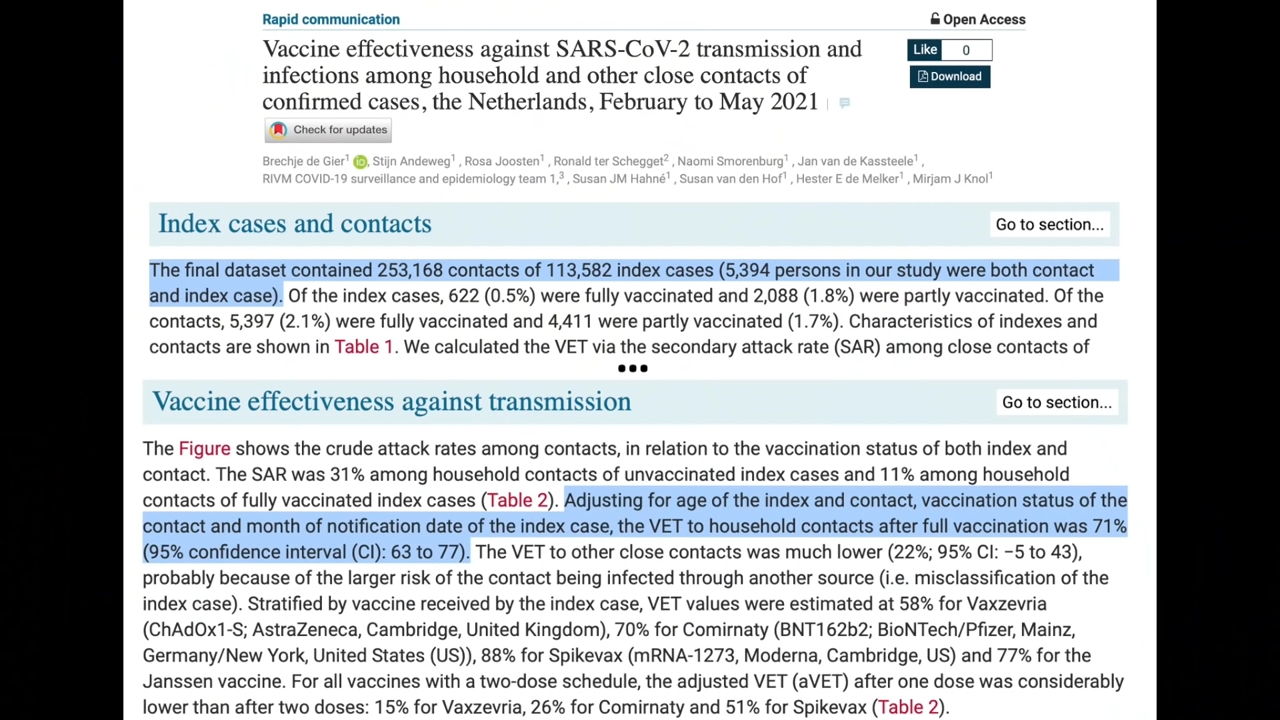 Rapid communication
Open Access
Vaccine effectiveness against SARS-CoV-2 transmission and
infections among household and other close contacts of
confirmed cases, the Netherlands, February to May 2021
Like 0
Download
Check for updates
Brechje de Gier1 iD, Stijn Andeweg1, Rosa Joosten1, Ronald ter Schegget2, Naomi Smorenburg1, Jan van de Kassteele1,
RIVM COVID-19 surveillance and epidemiology team 1,3, Susan JM Hahné1, Susan van den Hof1, Hester E de Melker1, Mirjam J Knol1
Index cases and contacts
Go to section...
The final dataset contained 253,168 contacts of 113,582 index cases (5,394 persons in our study were both contact
and index case). Of the index cases, 622 (0.5%) were fully vaccinated and 2,088 (1.8%) were partly vaccinated. Of the
contacts, 5,397 (2.1%) were fully vaccinated and 4,411 were partly vaccinated (1.7%). Characteristics of indexes and
contacts are shown in Table 1. We calculated the VET via the secondary attack rate (SAR) among close contacts of
•••
Vaccine effectiveness against transmission
Go to section...
The Figure shows the crude attack rates among contacts, in relation to the vaccination status of both index and
contact. The SAR was 31% among household contacts of unvaccinated index cases and 11% among household
contacts of fully vaccinated index cases (Table 2). Adjusting for age of the index and contact, vaccination status of the
contact and month of notification date of the index case, the VET to household contacts after full vaccination was 71%
(95% confidence interval (CI): 63 to 77). The VET to other close contacts was much lower (22%; 95% CI: −5 to 43),
probably because of the larger risk of the contact being infected through another source (i.e. misclassification of the
index case). Stratified by vaccine received by the index case, VET values were estimated at 58% for Vaxzevria
(ChAdOx1-S; AstraZeneca, Cambridge, United Kingdom), 70% for Comirnaty (BNT162b2; BioNTech/Pfizer, Mainz,
Germany/New York, United States (US)), 88% for Spikevax (mRNA-1273, Moderna, Cambridge, US) and 77% for the
Janssen vaccine. For all vaccines with a two-dose schedule, the adjusted VET (aVET) after one dose was considerably
lower than after two doses: 15% for Vaxzevria, 26% for Comirnaty and 51% for Spikevax (Table 2).